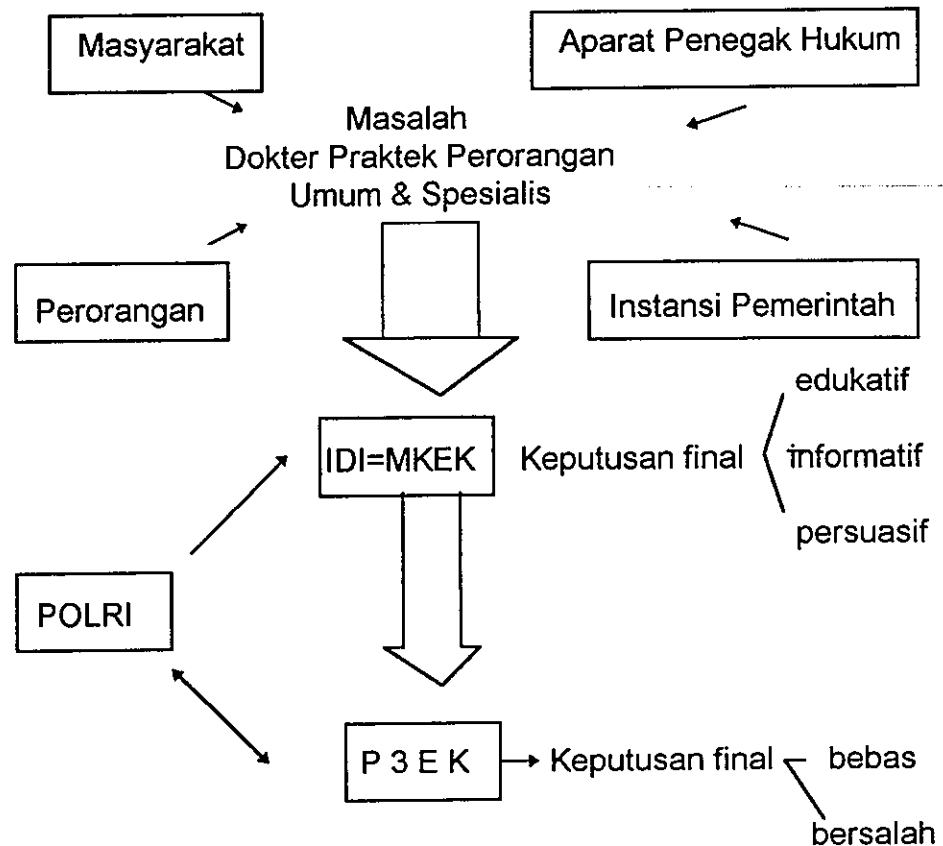 Masyarakat
Aparat Penegak Hukum
Masalah
Dokter Praktek Perorangan
Umum & Spesialis
Perorangan
Instansi Pemerintah
edukatif
IDI=MKEK
Keputusan final
informatif
persuasif
POLRI
P 3 E K
Keputusan final
bebas
bersalah